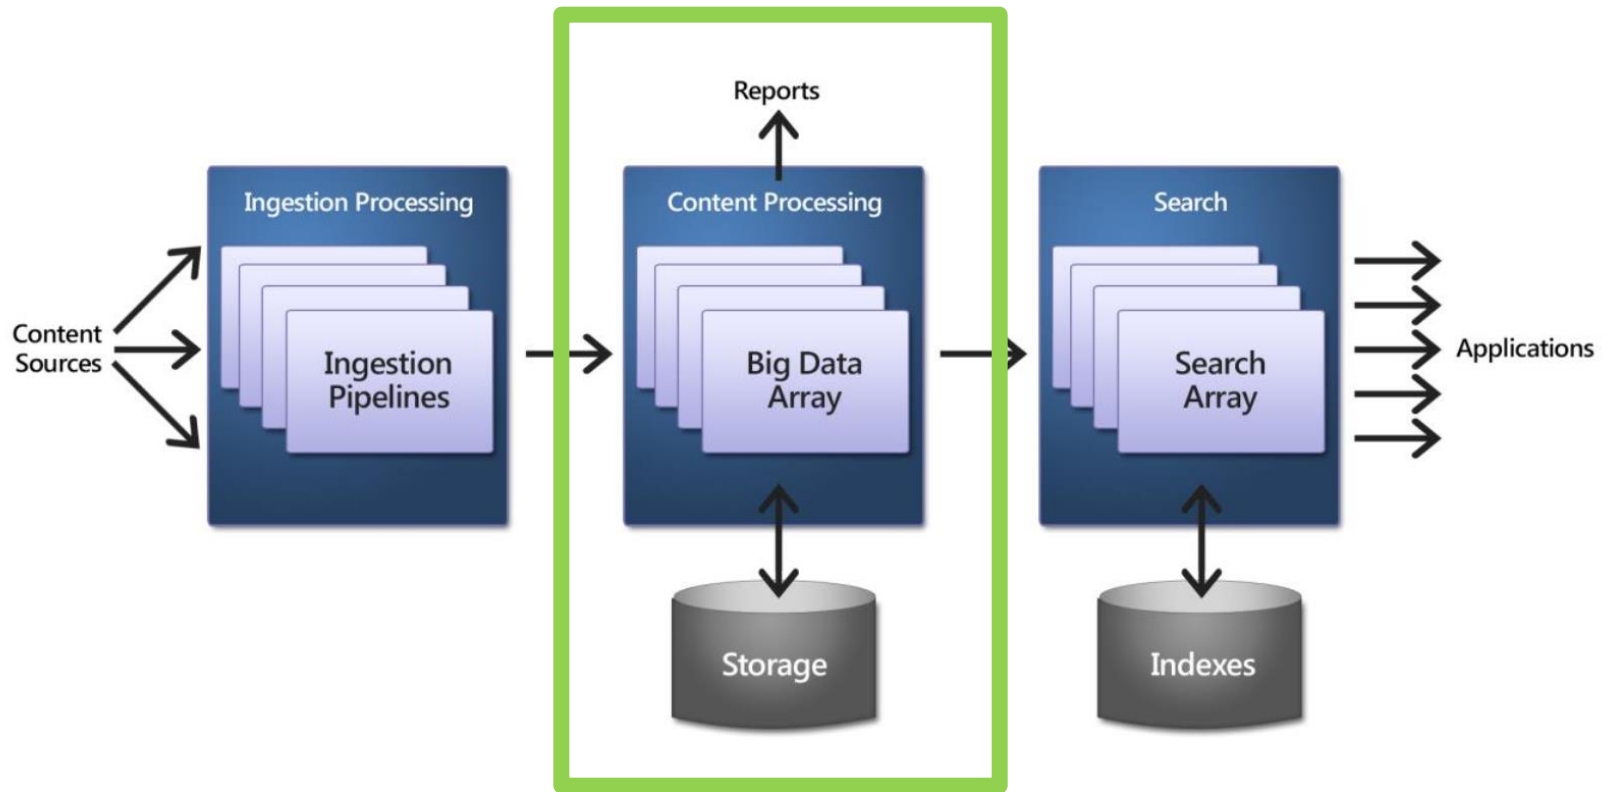 Reports
Ingestion Processing
Content Processing
Search
Content
Sources
Ingestion
Pipelines
Big Data
Array
Search
Array
Applications
Storage
Indexes